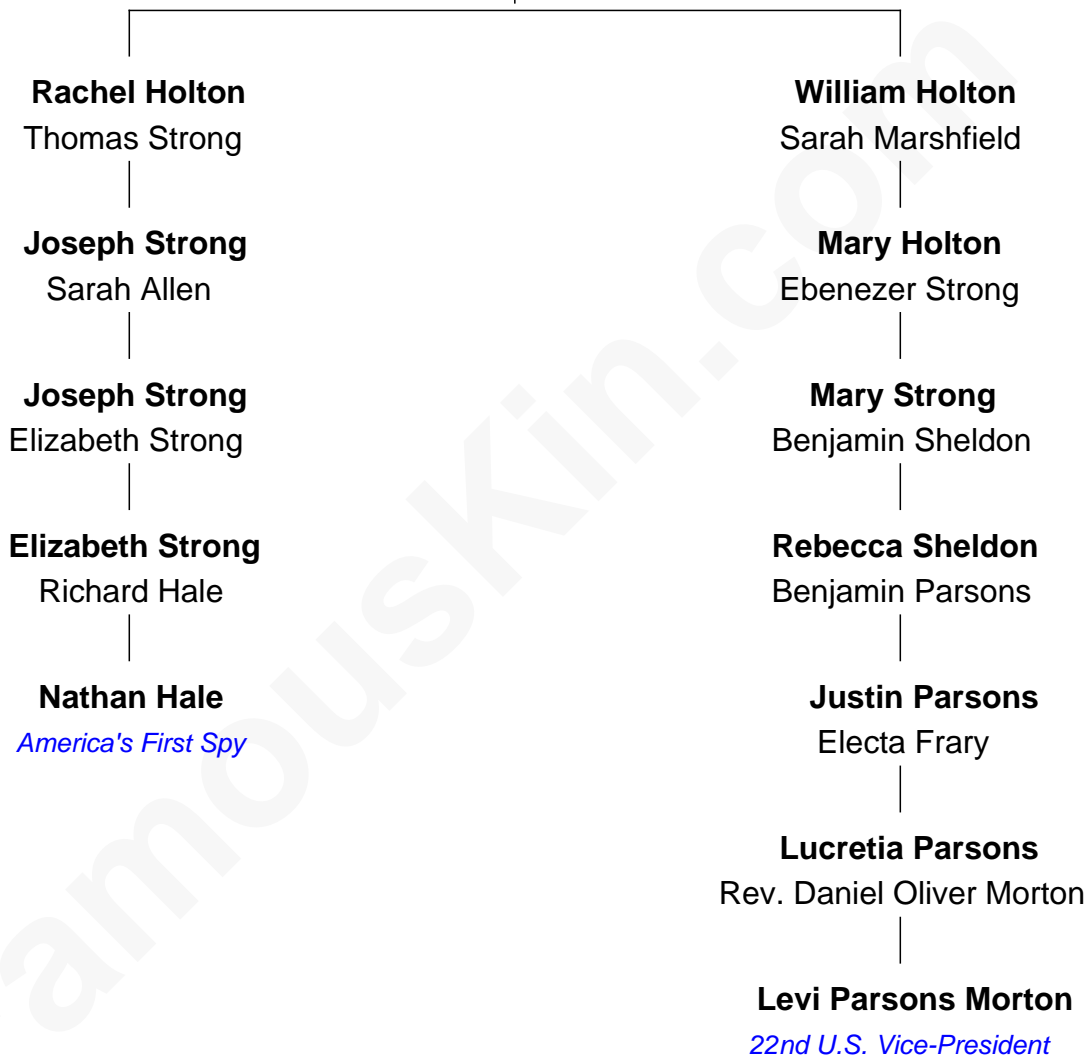 Rachel Holton
Thomas Strong
Joseph Strong
Sarah Allen
Joseph Strong
Elizabeth Strong
Elizabeth Strong
Richard Hale
Nathan Hale
America's First Spy
William Holton
Sarah Marshfield
Mary Holton
Ebenezer Strong
Mary Strong
Benjamin Sheldon
Rebecca Sheldon
Benjamin Parsons
Justin Parsons
Electa Frary
Lucretia Parsons
Rev. Daniel Oliver Morton
Levi Parsons Morton
22nd U.S. Vice-President
amouskin.com